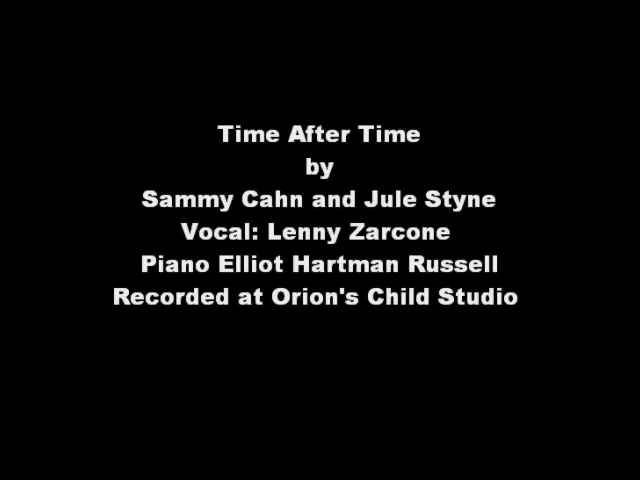 Time After Time
by
Sammy Cahn and Jule Styne
Vocal: Lenny Zarcone
Piano Elliot Hartman Russell
Recorded at Orion's Child Studio